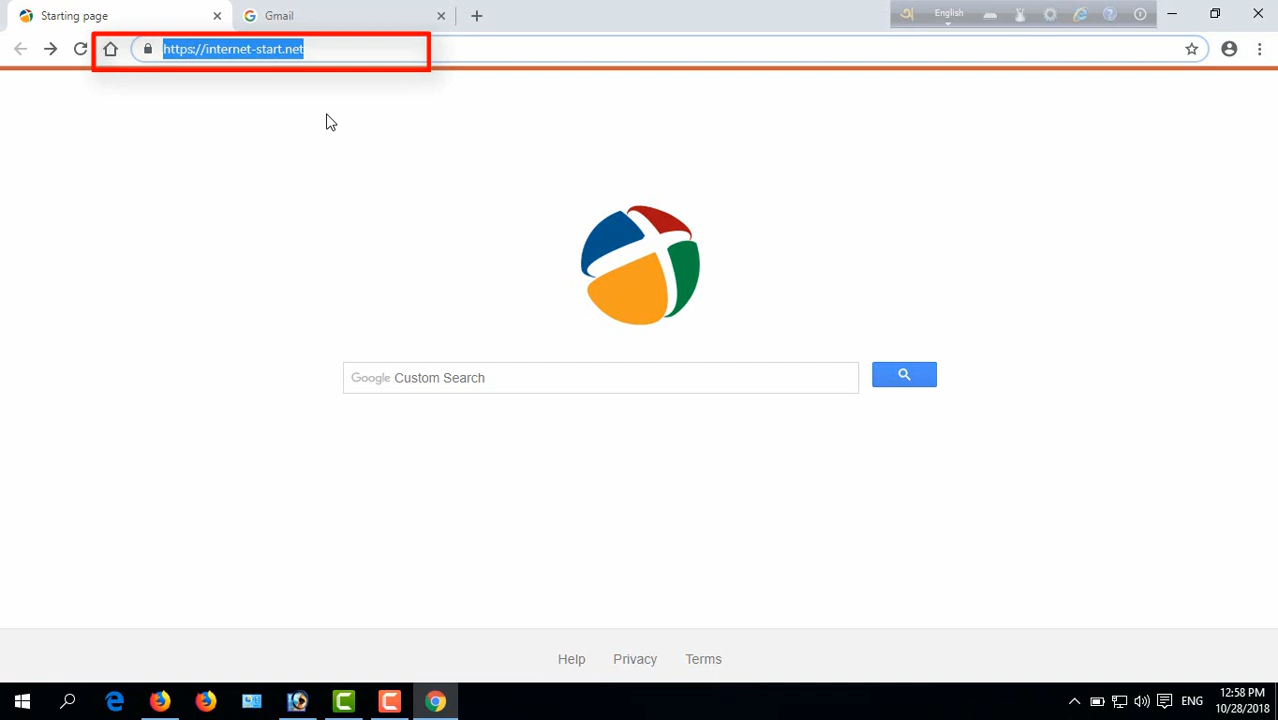 Starting page
Gmail
অ English
https://internet-start.net
Google Custom Search
Help Privacy Terms
ENG
12:58 PM
10/28/2018